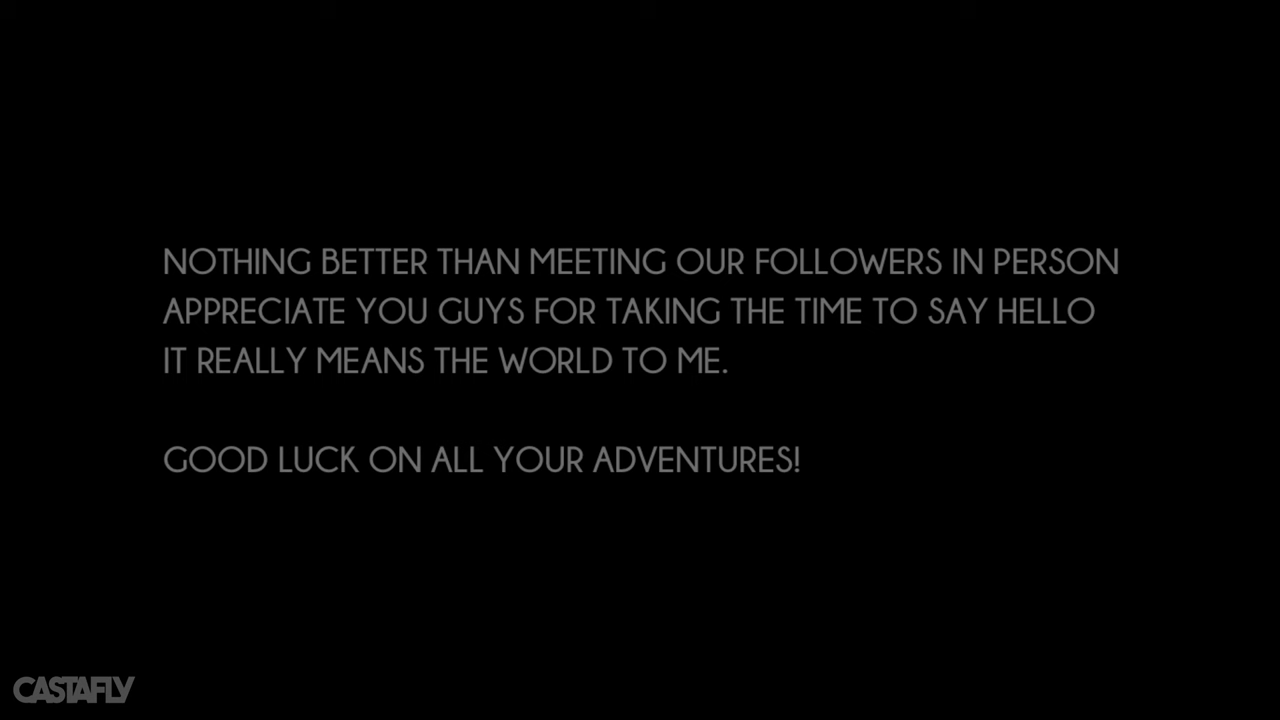 NOTHING BETTER THAN MEETING OUR FOLLOWERS IN PERSON
APPRECIATE YOU GUYS FOR TAKING THE TIME TO SAY HELLO
IT REALLY MEANS THE WORLD TO ME.
GOOD LUCK ON ALL YOUR ADVENTURES!
CASTAFLY